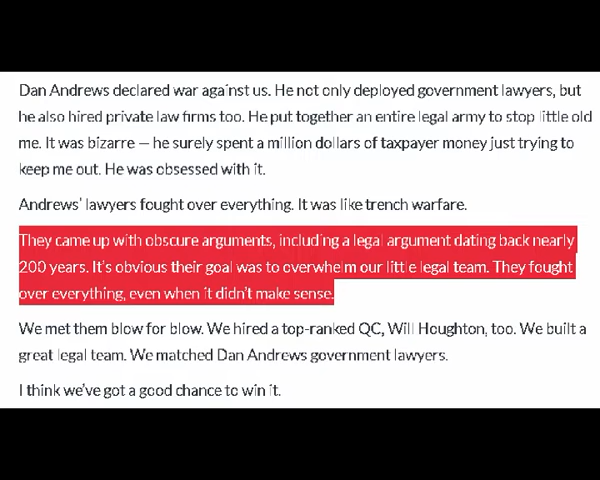 Dan Andrews declared war against us. He not only deployed government lawyers, but
he also hired private law firms too. He put together an entire legal army to stop little old
me. It was bizarre – he surely spent a million dollars of taxpayer money just trying to
keep me out. He was obsessed with it.
Andrews' lawyers fought over everything. It was like trench warfare.
They came up with obscure arguments, including a legal argument dating back nearly
200 years. It's obvious their goal was to overwhelm our little legal team. They fought
over everything, even when it didn't make sense.
We met them blow for blow. We hired a top-ranked QC, Will Houghton, too. We built a
great legal team. We matched Dan Andrews government lawyers.
I think we've got a good chance to win it.